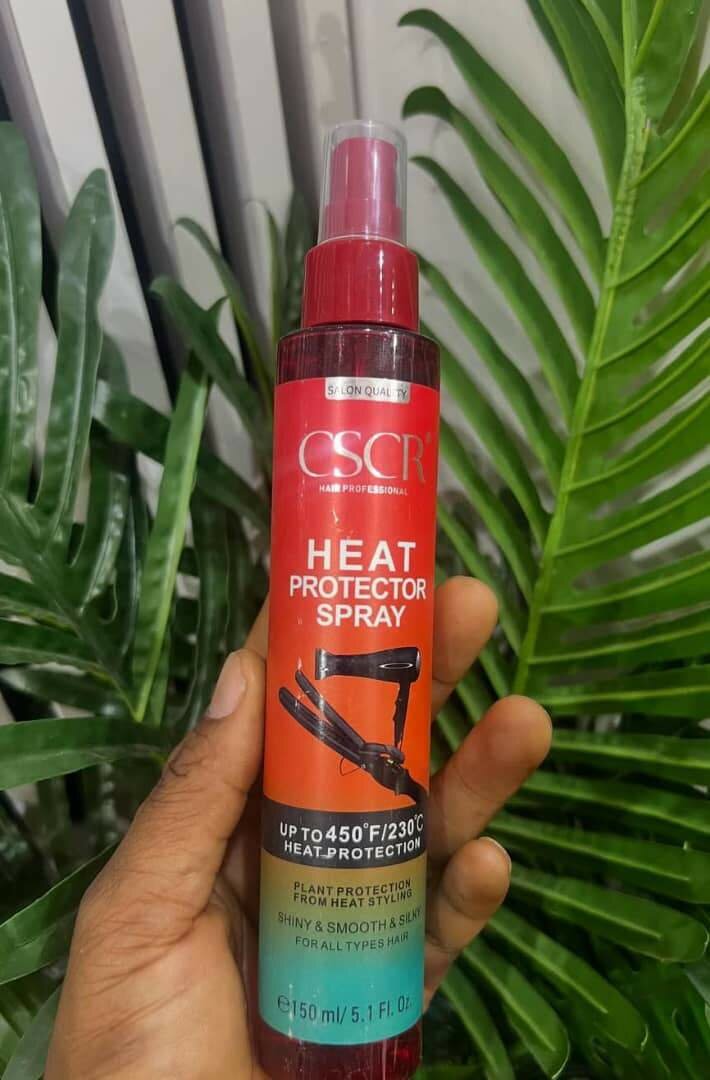 SALON QUALITY
CSCR®
HAIR PROFESSIONAL
HEAT
PROTECTOR
SPRAY
UP TO 450°F/230°C
HEAT PROTECTION
PLANT PROTECTION
FROM HEAT STYLING
SHINY & SMOOTH & SILKY
FOR ALL TYPES HAIR
℮150 ml/ 5.1 Fl. Oz.